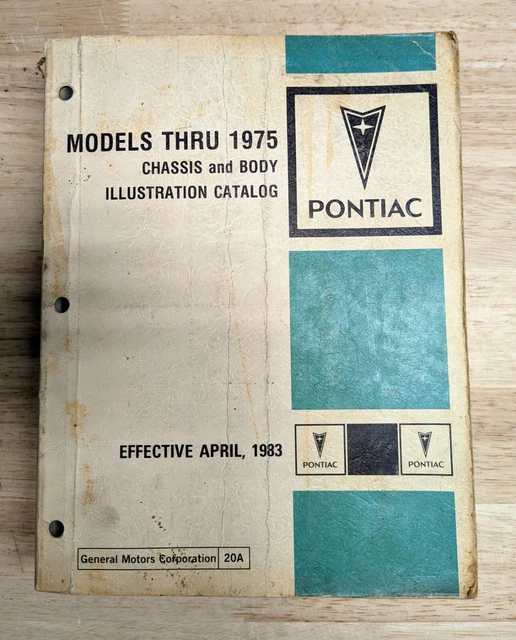 MODELS THRU 1975
CHASSIS and BODY
ILLUSTRATION CATALOG
PONTIAC
EFFECTIVE APRIL, 1983
PONTIAC
PONTIAC
General Motors Corporation 20A